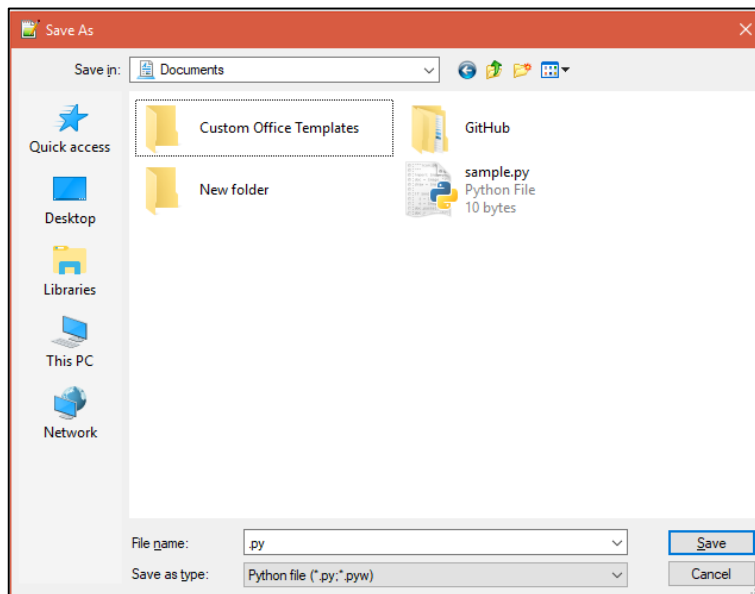 Save As
Save in:
Documents
Quick access
Desktop
Libraries
This PC
Network
Custom Office Templates
GitHub
New folder
sample.py
Python File
10 bytes
File name:
.py
Save
Save as type:
Python file (*.py;*.pyw)
Cancel